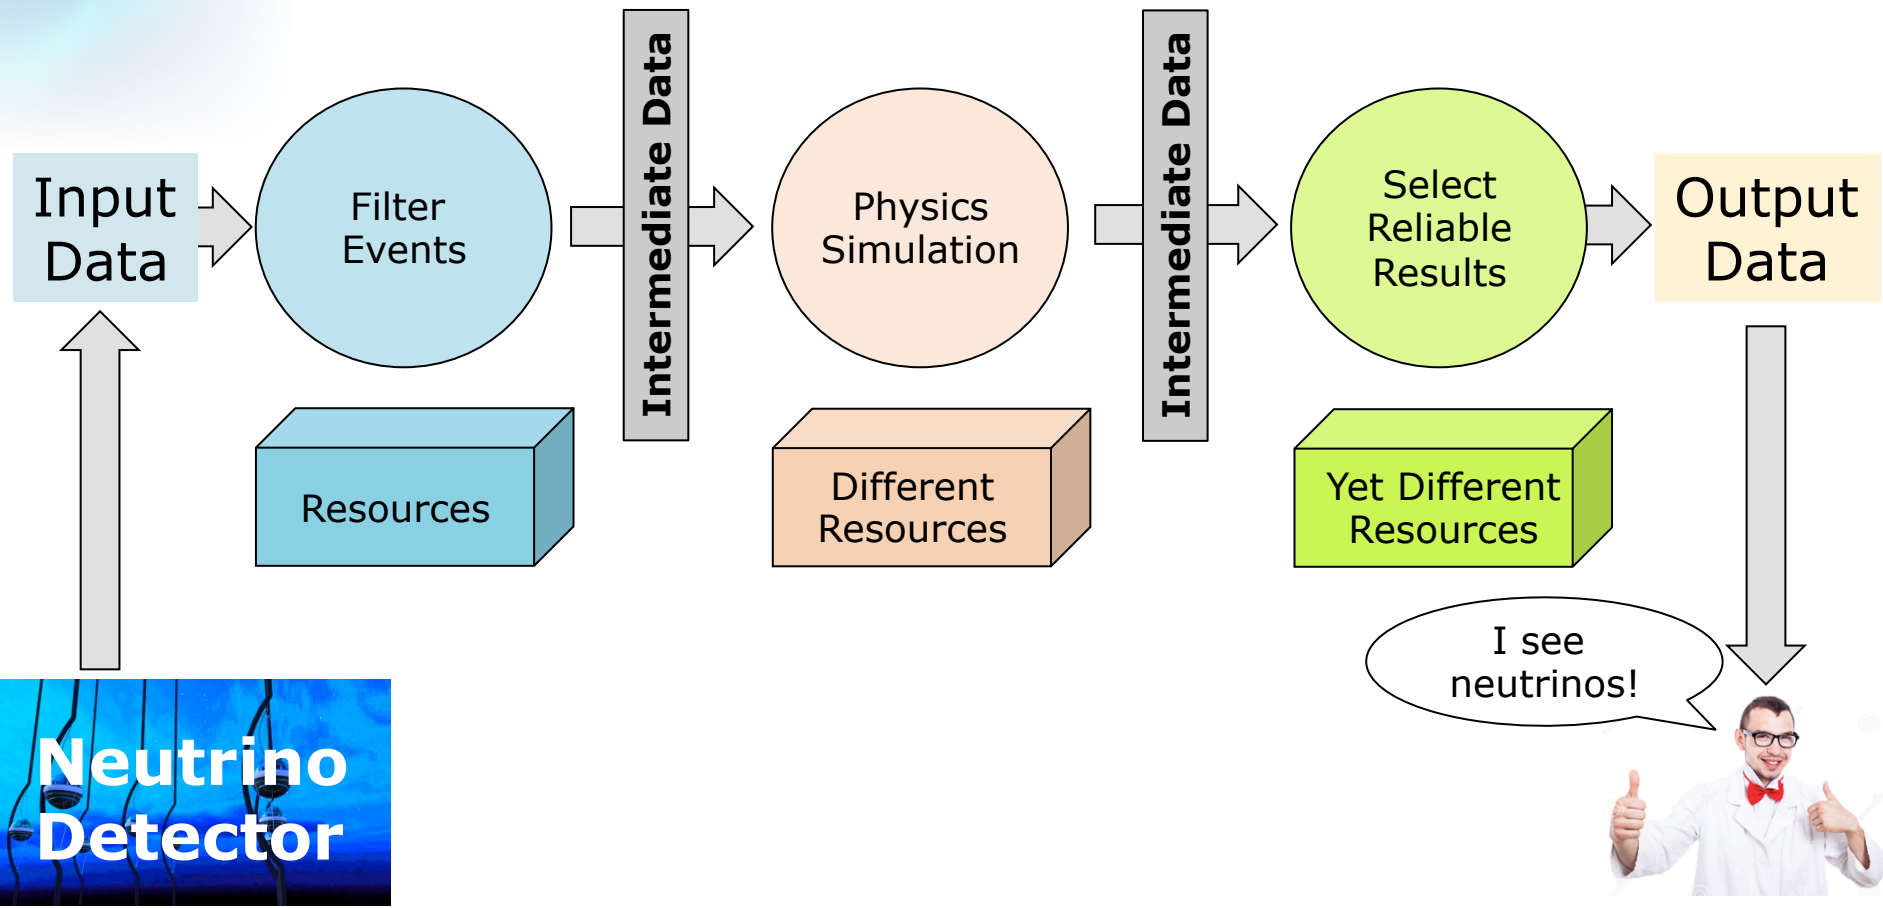 Input
Data
Filter
Events
Intermediate Data
Physics
Simulation
Intermediate Data
Select
Reliable
Results
Output
Data
Resources
Different
Resources
Yet Different
Resources
I see
neutrinos!
Neutrino
Detector